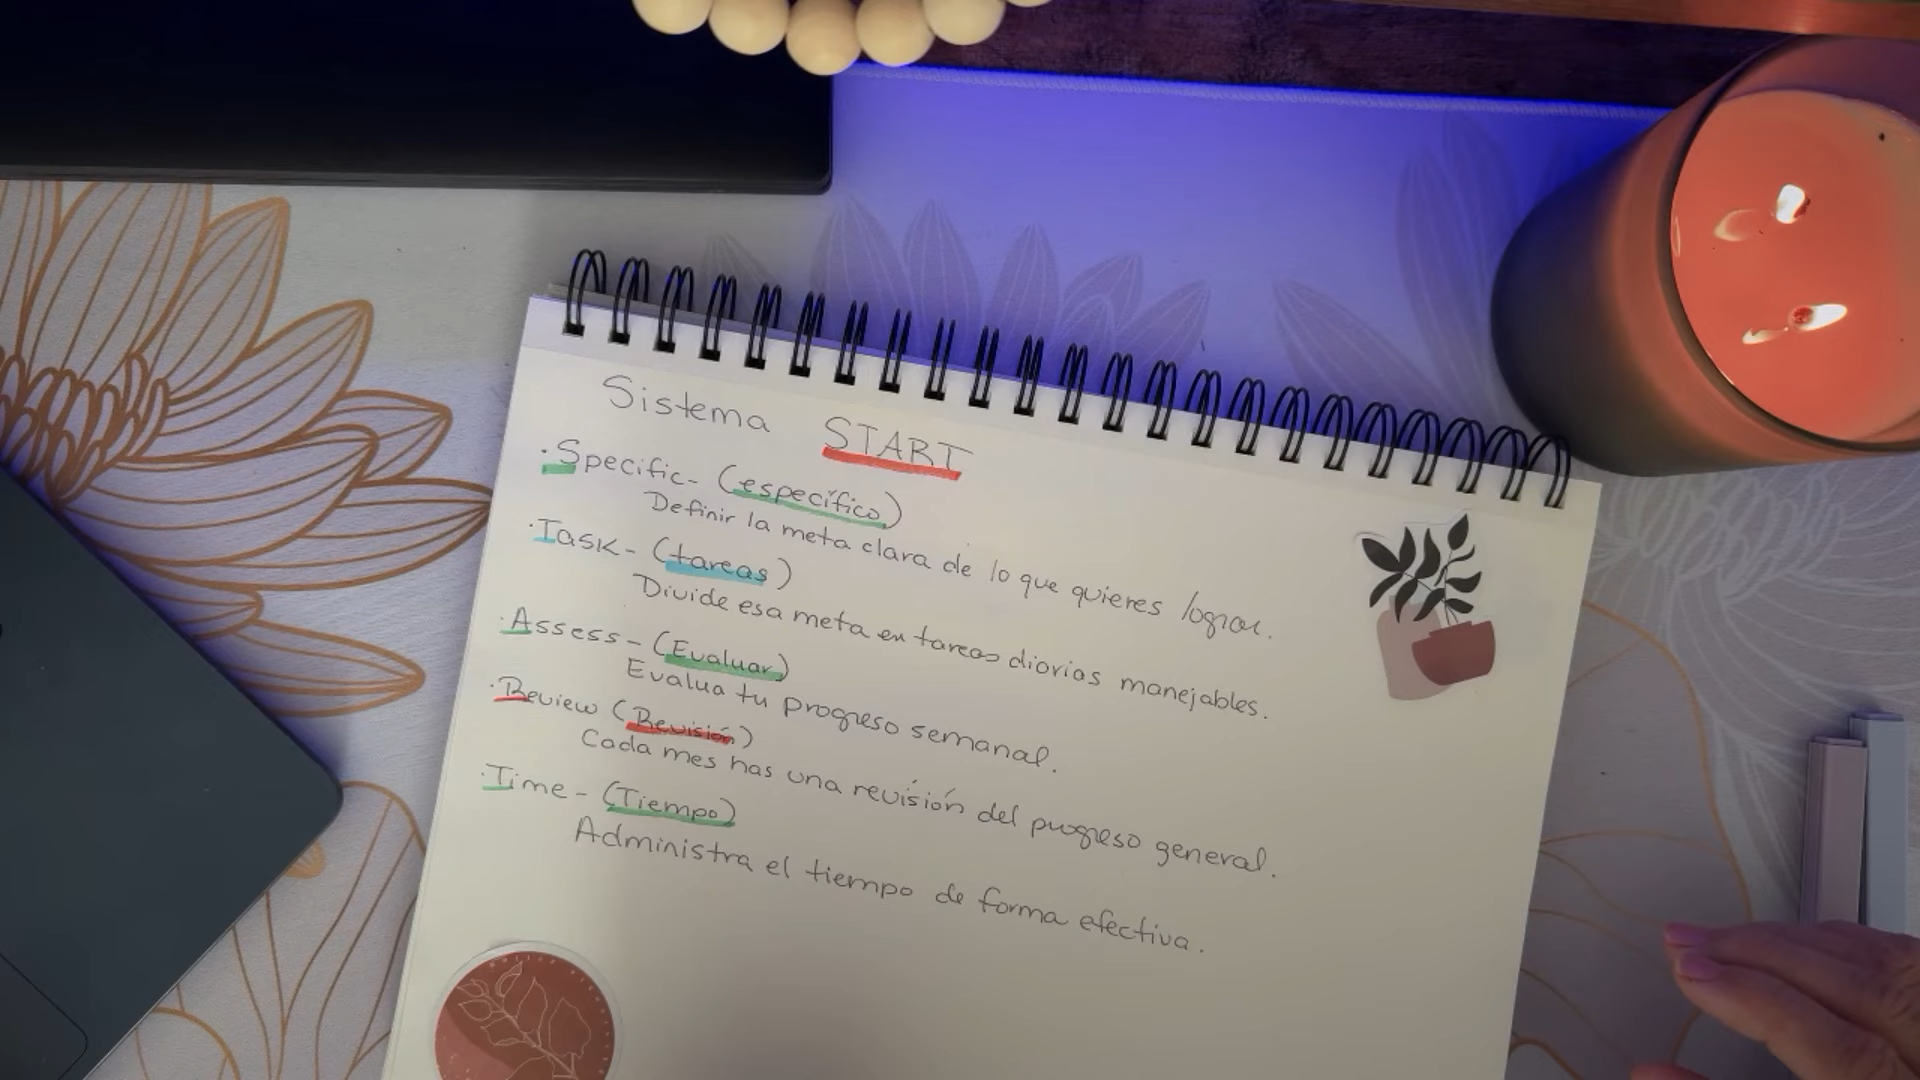 Sistema START
· Specific - (específico)
Definir la meta clara de lo que quieres lograr.
· Task - (tareas)
Divide esa meta en tareas diarias manejables.
· Assess - (Evaluar)
Evalua tu progreso semanal.
· Review (Revisión)
Cada mes has una revisión del progreso general.
· Time - (Tiempo)
Administra el tiempo de forma efectiva.